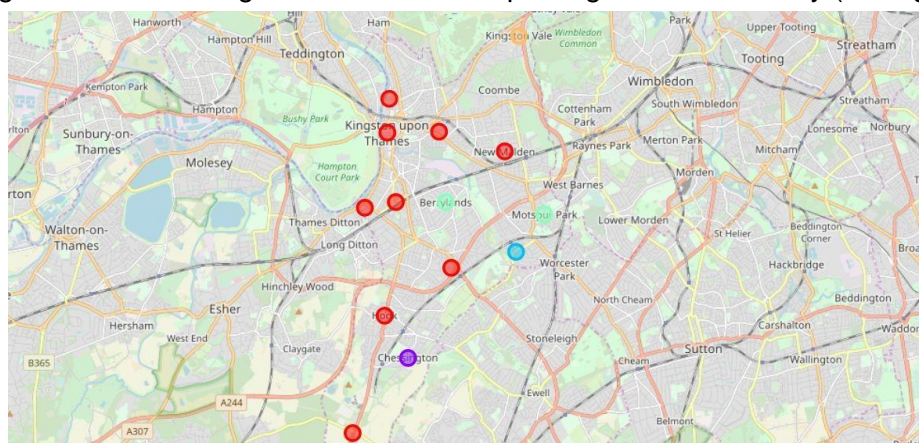 Hanworth
Ham
Hampton Hill
Teddington
Kingston Vale
Wimbledon
Common
Park
Upper Tooting
Streatham
Tooting
Kempton Park
Hampton
Bushy Park
Coombe
Wimbledon
Cottenham
Park
South Wimbledon
Streatham
Sunbury-on-
Thames
Kingston upon
Thames
New Malden
Raynes Park
Merton Park
Mitcham
Lonesome
Norbury
Molesey
Hampton
Court Park
West Barnes
Morden
Thames Ditton
Berrylands
Motspur Park
Lower Morden
Walton-on-
Thames
Long Ditton
St Helier
Beddington
Corner
Worcester
Park
Hackbridge
Hinchley Wood
Esher
North Cheam
Beddington
Hersham
West End
Hook
Claygate
Stoneleigh
Carshalton
Sutton
Wallington
Chessington
Cheam
B365
Ewell
A244
A307
Belmont